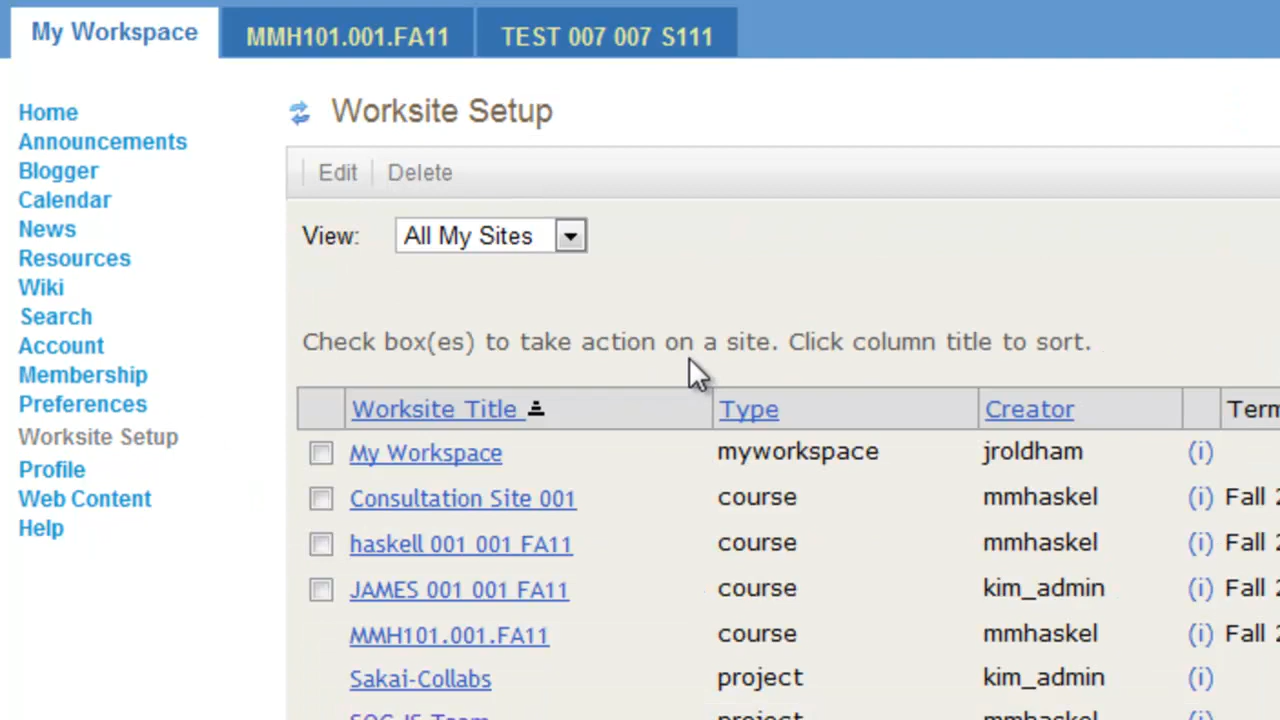 My Workspace MMH101.001.FA11 TEST 007 007 S111
Home
Announcements
Blogger
Calendar
News
Resources
Wiki
Search
Account
Membership
Preferences
Worksite Setup
Profile
Web Content
Help
Worksite Setup
Edit Delete
View: All My Sites
Check box(es) to take action on a site. Click column title to sort.
Worksite Title Type Creator
My Workspace myworkspace jroldham (i)
Consultation Site 001 course mmhaskel (i) Fall
haskell 001 001 FA11 course mmhaskel (i) Fall
JAMES 001 001 FA11 course kim_admin (i) Fall
MMH101.001.FA11 course mmhaskel (i) Fall
Sakai-Collabs project kim_admin (i)